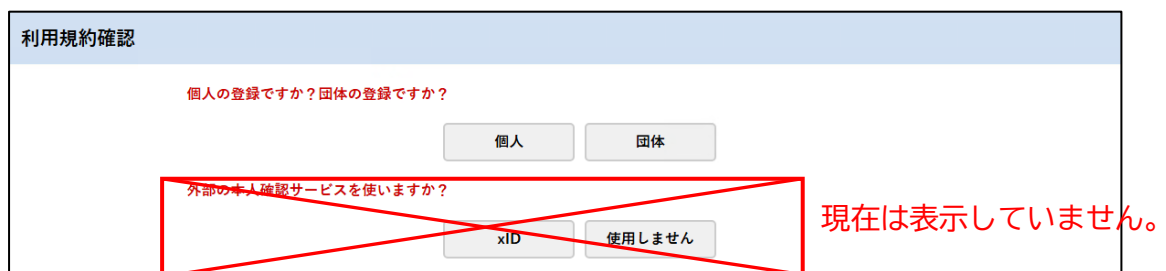 利用規約確認
個人の登録ですか？団体の登録ですか？
個人 団体
外部の本人確認サービスを使いますか？
xID 使用しません
現在は表示していません。